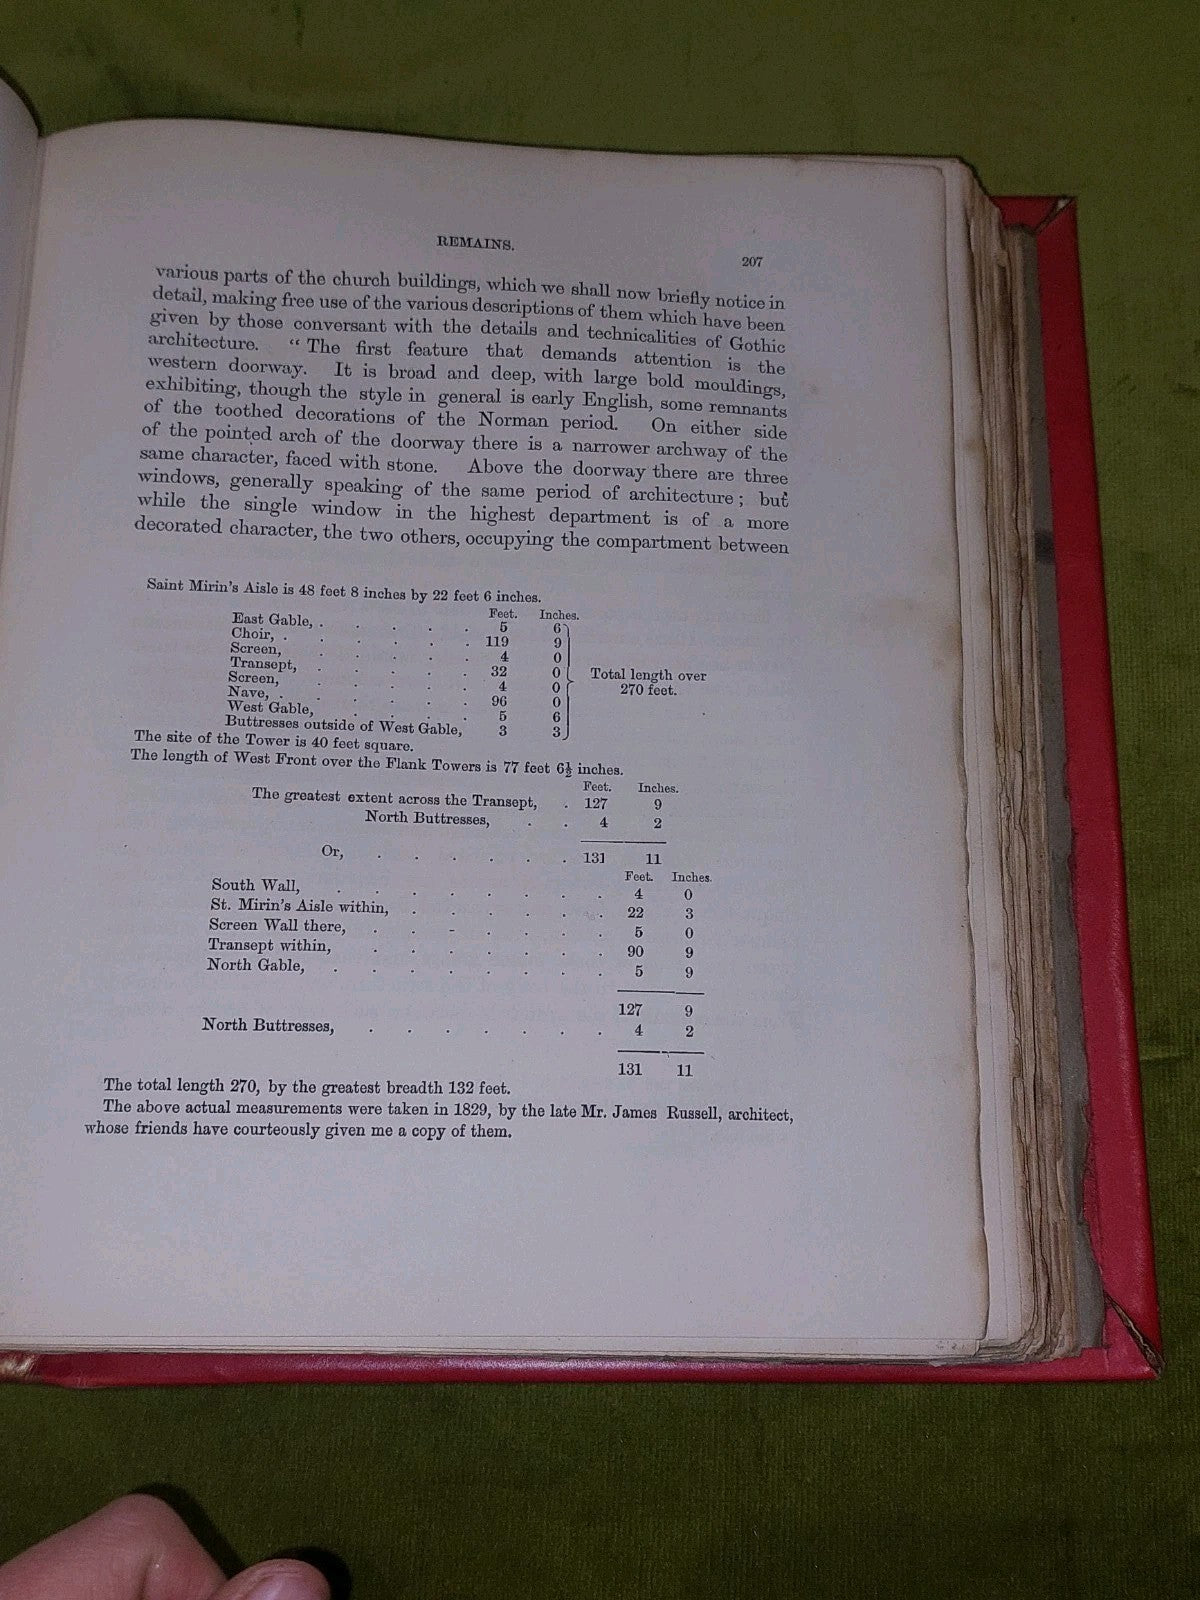 REMAINS.
207
various parts of the church buildings, which we shall now briefly notice in
detail, making free use of the various descriptions of them which have been
given by those conversant with the details and technicalities of Gothic
architecture. “ The first feature that demands attention is the
western doorway. It is broad and deep, with large bold mouldings,
exhibiting, though the style in general is early English, some remnants
of the toothed decorations of the Norman period. On either side
of the pointed arch of the doorway there is a narrower archway of the
same character, faced with stone. Above the doorway there are three
windows, generally speaking of the same period of architecture ; but
while the single window in the highest department is of a more
decorated character, the two others, occupying the compartment between
Saint Mirin's Aisle is 48 feet 8 inches by 22 feet 6 inches.
Feet. Inches.
East Gable, . . . . . 5 6
Choir, . . . . . . 119 9
Screen, . . . . . 4 0
Transept, . . . . . 32 0
Screen, . . . . . 4 0
Nave, . . . . . . 96 0
West Gable, . . . . 5 6
Buttresses outside of West Gable, 3 3
Total length over
270 feet.
The site of the Tower is 40 feet square.
The length of West Front over the Flank Towers is 77 feet 6½ inches.
Feet. Inches.
The greatest extent across the Transept, . 127 9
North Buttresses, . . 4 2
Or, . . . . . . 131 11
Feet. Inches.
South Wall, . . . . . . . 4 0
St. Mirin's Aisle within, . . . . . . 22 3
Screen Wall there, . . . . . . . 5 0
Transept within, . . . . . . . 90 9
North Gable, . . . . . . . 5 9
127 9
North Buttresses, . . . . . . . 4 2
131 11
The total length 270, by the greatest breadth 132 feet.
The above actual measurements were taken in 1829, by the late Mr. James Russell, architect,
whose friends have courteously given me a copy of them.